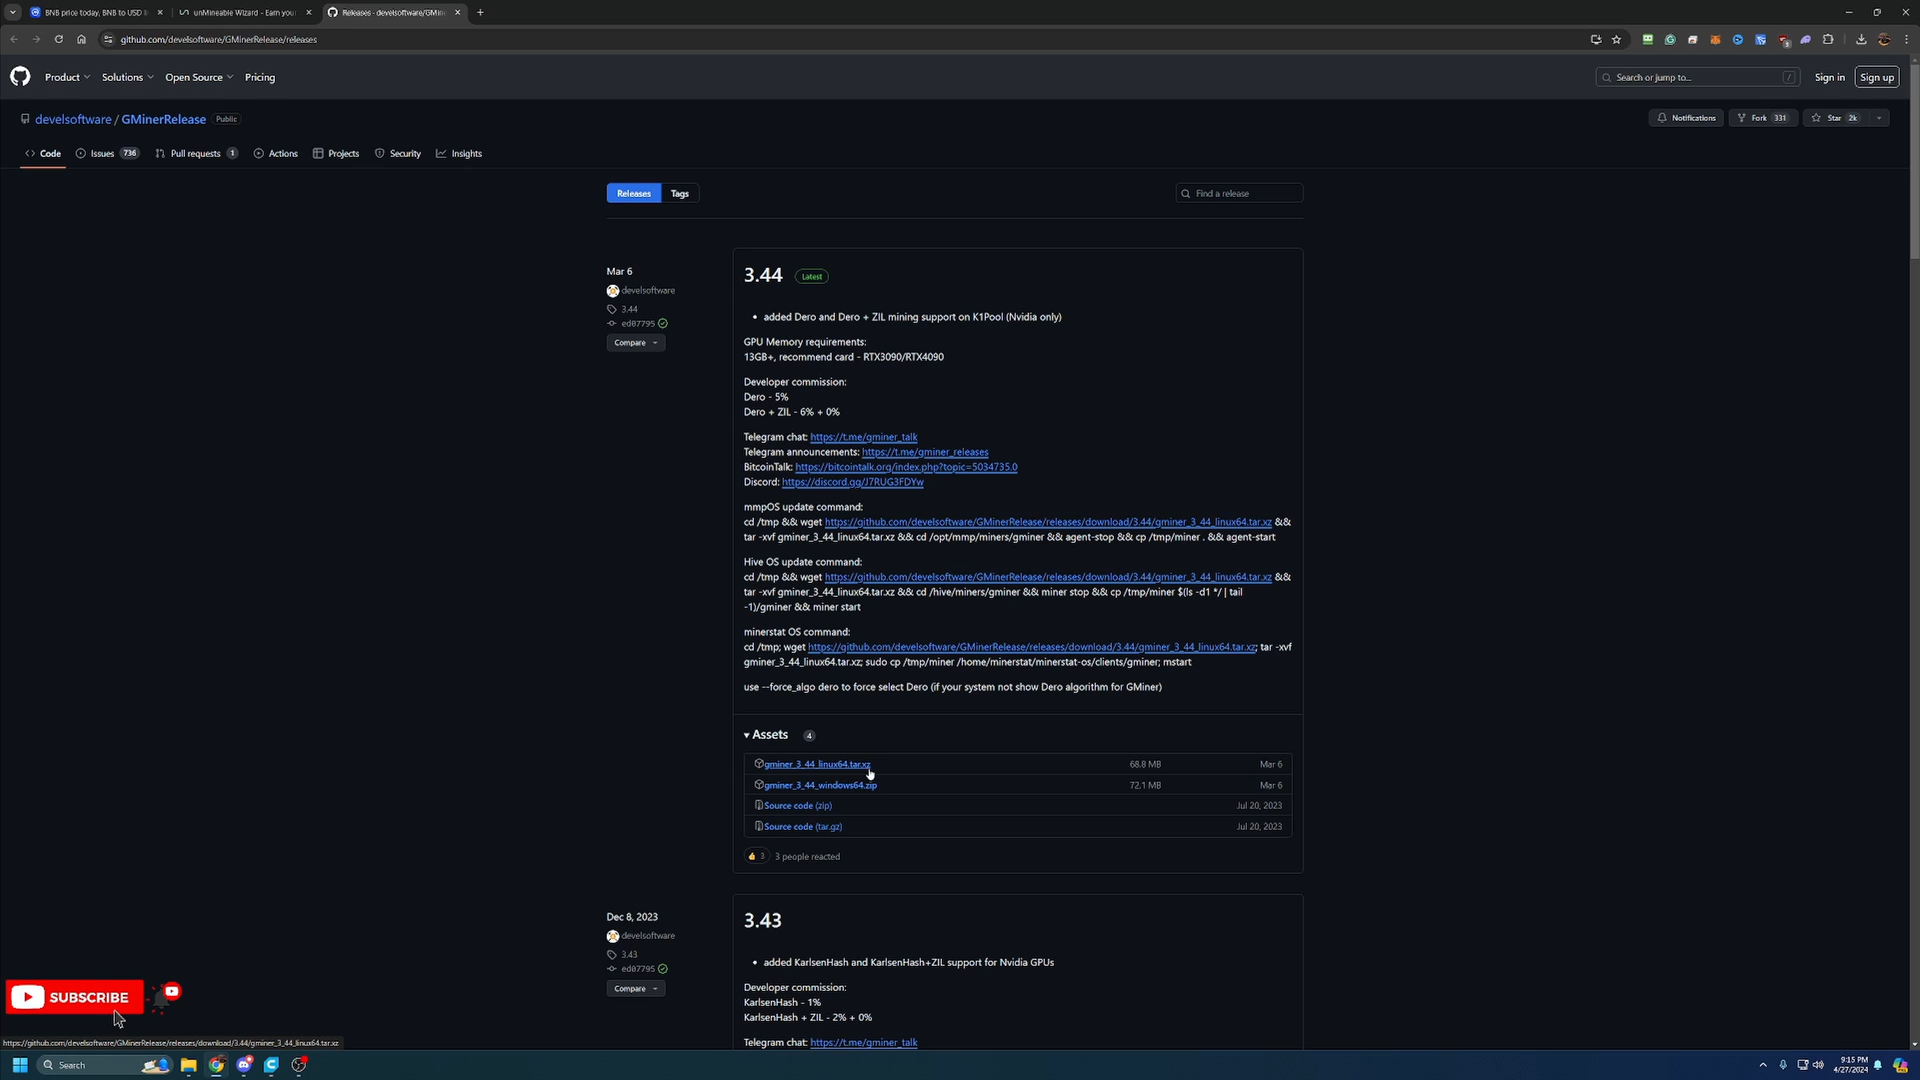 BNB price today, BNB to USD
unMineable Wizard - Earn you
Releases · develsoftware/GMin
github.com/develsoftware/GMinerRelease/releases
Product
Solutions
Open Source
Pricing
Search or jump to...
/
Sign in
Sign up
develsoftware / GMinerRelease
Public
Notifications
Fork 331
Star 2k
Code
Issues 736
Pull requests 1
Actions
Projects
Security
Insights
Releases
Tags
Find a release
Mar 6
develsoftware
3.44
ed07795
Compare
3.44
Latest
• added Dero and Dero + ZIL mining support on K1Pool (Nvidia only)
GPU Memory requirements:
13GB+, recommend card - RTX3090/RTX4090
Developer commission:
Dero - 5%
Dero + ZIL - 6% + 0%
Telegram chat: https://t.me/gminer_talk
Telegram announcements: https://t.me/gminer_releases
BitcoinTalk: https://bitcointalk.org/index.php?topic=5034735.0
Discord: https://discord.gg/J7RUG3FDYw
mmpOS update command:
cd /tmp && wget https://github.com/develsoftware/GMinerRelease/releases/download/3.44/gminer_3_44_linux64.tar.xz &&
tar -xvf gminer_3_44_linux64.tar.xz && cd /opt/mmp/miners/gminer && agent-stop && cp /tmp/miner . && agent-start
Hive OS update command:
cd /tmp && wget https://github.com/develsoftware/GMinerRelease/releases/download/3.44/gminer_3_44_linux64.tar.xz &&
tar -xvf gminer_3_44_linux64.tar.xz && cd /hive/miners/gminer && miner stop && cp /tmp/miner $(ls -d1 */ | tail
-1)/gminer && miner start
minerstat OS command:
cd /tmp; wget https://github.com/develsoftware/GMinerRelease/releases/download/3.44/gminer_3_44_linux64.tar.xz; tar -xvf
gminer_3_44_linux64.tar.xz; sudo cp /tmp/miner /home/minerstat/minerstat-os/clients/gminer; mstart
use --force_algo dero to force select Dero (if your system not show Dero algorithm for GMiner)
Assets 4
gminer_3_44_linux64.tar.xz 68.8 MB Mar 6
gminer_3_44_windows64.zip 72.1 MB Mar 6
Source code (zip) Jul 20, 2023
Source code (tar.gz) Jul 20, 2023
3 3 people reacted
Dec 8, 2023
develsoftware
3.43
ed07795
Compare
3.43
• added KarlsenHash and KarlsenHash+ZIL support for Nvidia GPUs
Developer commission:
KarlsenHash - 1%
KarlsenHash + ZIL - 2% + 0%
Telegram chat: https://t.me/gminer_talk
SUBSCRIBE
https://github.com/develsoftware/GMinerRelease/releases/download/3.44/gminer_3_44_linux64.tar.xz
Search
9:15 PM
4/27/2024